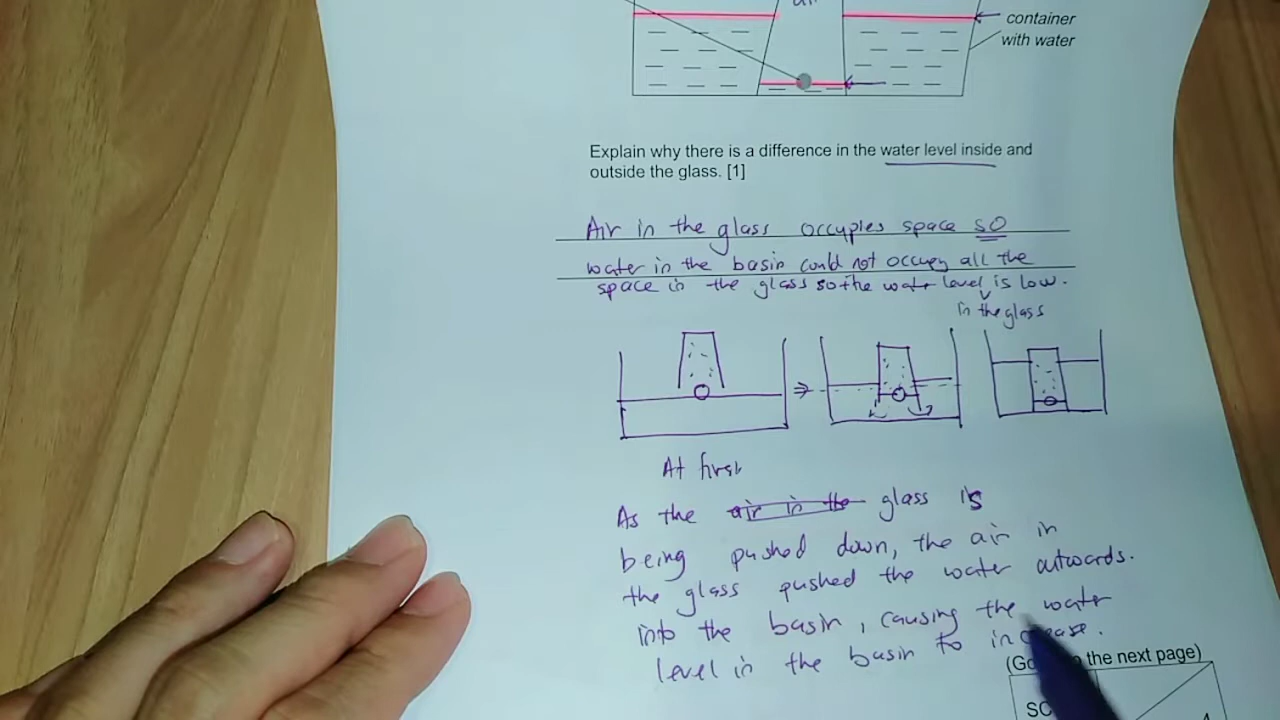 air
container
with water
Explain why there is a difference in the water level inside and
outside the glass. [1]
Air in the glass occupies space so
water in the basin could not occupy all the
space in the glass so the water level is low.
in the glass
At first
As the air in the glass is
being pushed down, the air in
the glass pushed the water outwards.
into the basin, causing the water
level in the basin to increase.
(Go to the next page)